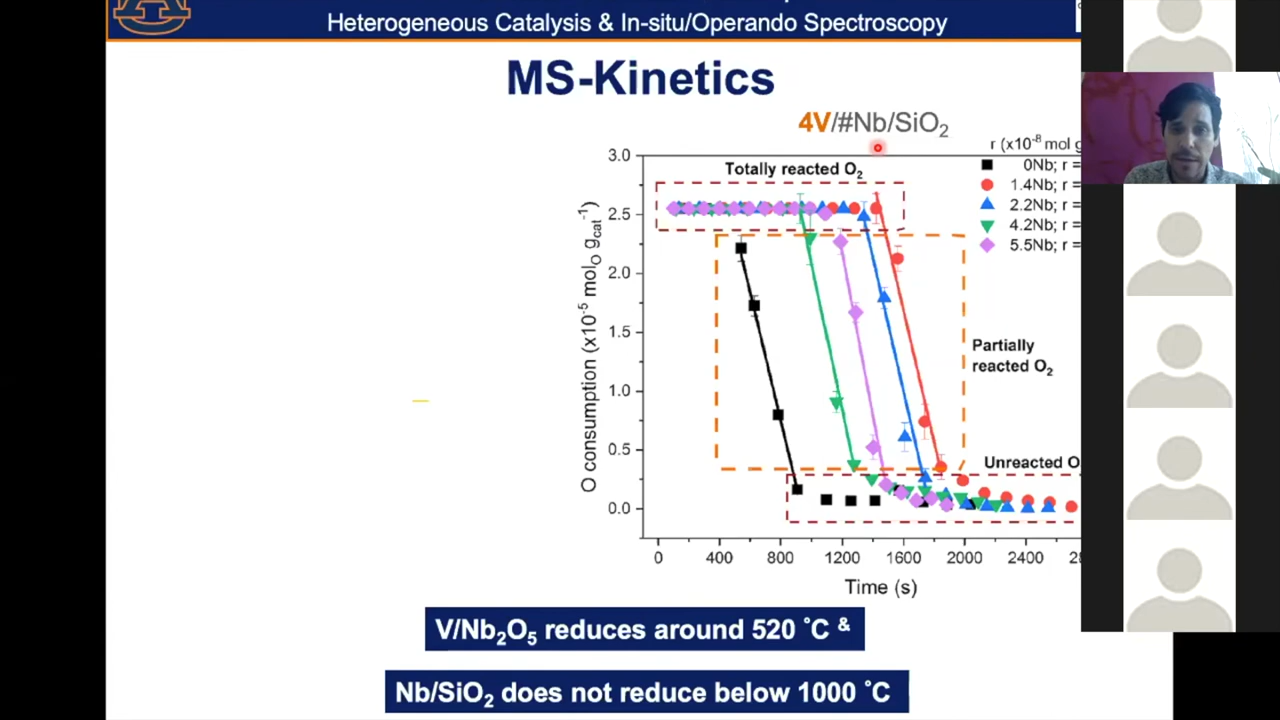 Heterogeneous Catalysis & In-situ/Operando Spectroscopy
MS-Kinetics
4V/#Nb/SiO₂
r (x10⁻⁸ mol g
0Nb; r =
1.4Nb; r =
2.2Nb; r =
4.2Nb; r =
5.5Nb; r =
Totally reacted O₂
Partially
reacted O₂
Unreacted O
O consumption (x10⁻⁵ mol_O g_cat⁻¹)
3.0
2.5
2.0
1.5
1.0
0.5
0.0
0 400 800 1200 1600 2000 2400
Time (s)
V/Nb₂O₅ reduces around 520 ˚C &
Nb/SiO₂ does not reduce below 1000 ˚C